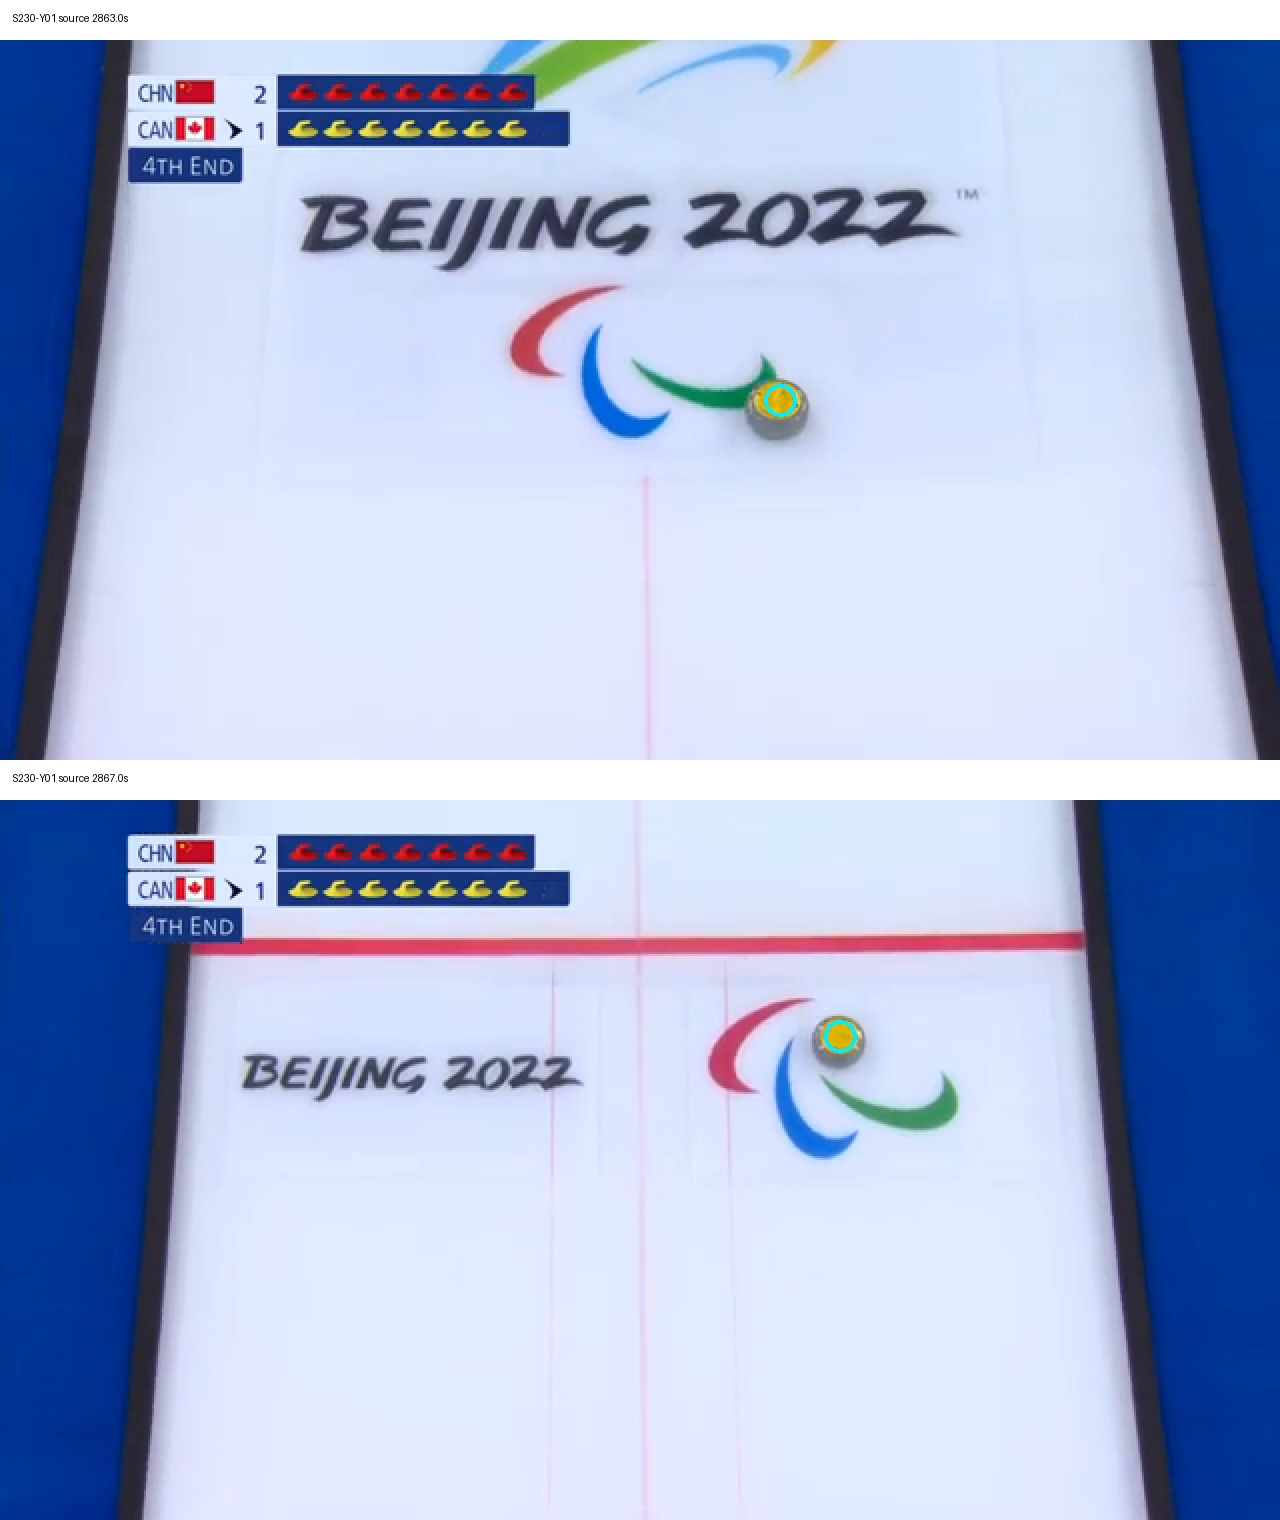 S230-Y01 source 2863.0s
CHN 2
CAN 1
4TH END
BEIJING 2022 ™
S230-Y01 source 2867.0s
CHN 2
CAN 1
4TH END
BEIJING 2022